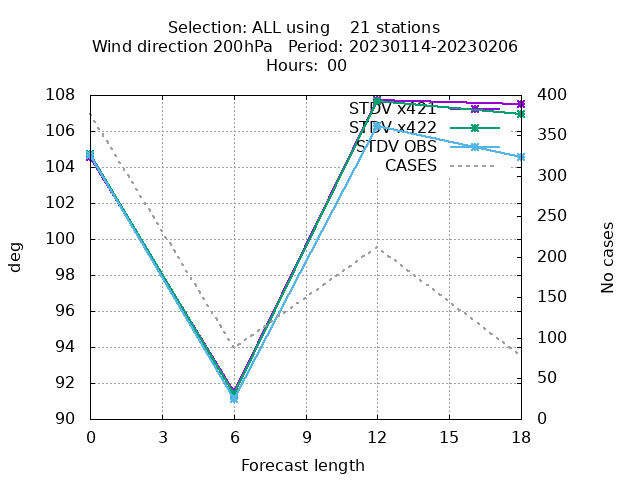 Selection: ALL using    21 stations
Wind direction 200hPa   Period: 20230114-20230206
Hours:  00
108
106
104
102
100
98
96
94
92
90
400
350
300
250
200
150
100
50
0
0 3 6 9 12 15 18
deg
No cases
Forecast length
STDV x421
STDV x422
STDV OBS
CASES